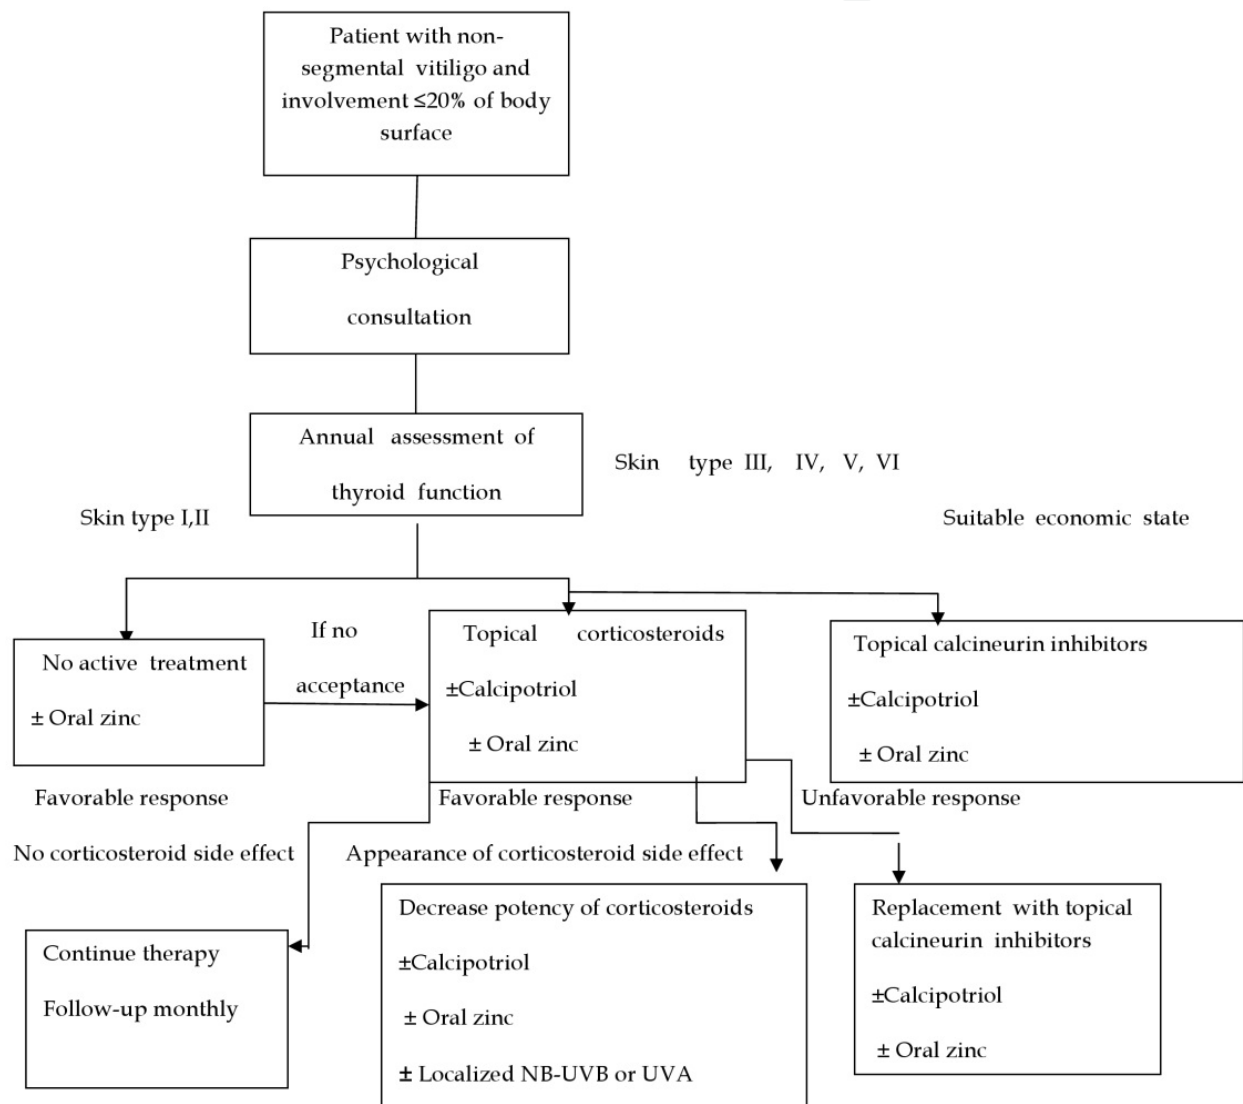 Patient with non-
segmental vitiligo and
involvement ≤20% of body
surface
Psychological
consultation
Annual assessment of
thyroid function
Skin type III, IV, V, VI
Skin type I,II
Suitable economic state
If no
acceptance
No active treatment
± Oral zinc
Topical corticosteroids
±Calcipotriol
± Oral zinc
Topical calcineurin inhibitors
±Calcipotriol
± Oral zinc
Favorable response
No corticosteroid side effect
Favorable response
Appearance of corticosteroid side effect
Unfavorable response
Continue therapy
Follow-up monthly
Decrease potency of corticosteroids
±Calcipotriol
± Oral zinc
± Localized NB-UVB or UVA
Replacement with topical
calcineurin inhibitors
±Calcipotriol
± Oral zinc